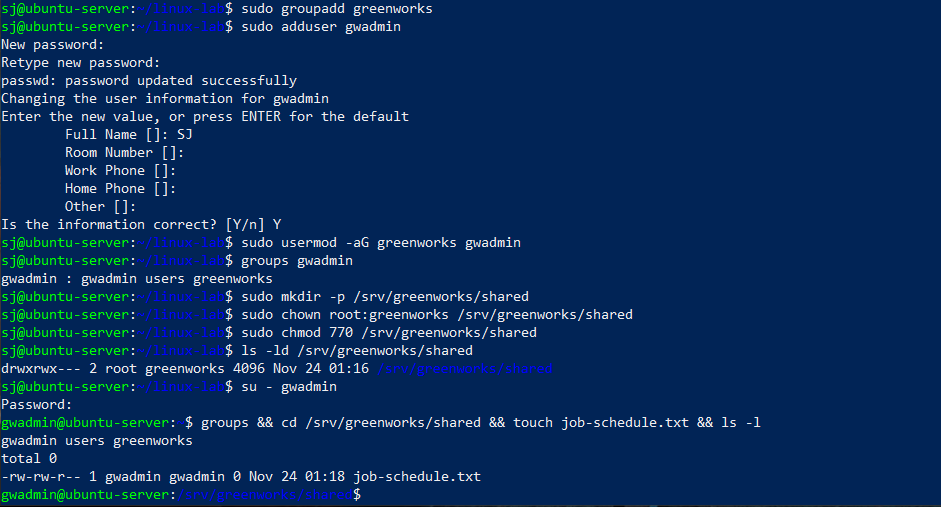 sj@ubuntu-server:~/linux lab$ sudo groupadd greenworks
sj@ubuntu-server:~/linux lab$ sudo adduser gwadmin
New password:
Retype new password:
passwd: password updated successfully
Changing the user information for gwadmin
Enter the new value, or press ENTER for the default
        Full Name []: SJ
        Room Number []:
        Work Phone []:
        Home Phone []:
        Other []:
Is the information correct? [Y/n] Y
sj@ubuntu-server:~/linux lab$ sudo usermod -aG greenworks gwadmin
sj@ubuntu-server:~/linux lab$ groups gwadmin
gwadmin : gwadmin users greenworks
sj@ubuntu-server:~/linux lab$ sudo mkdir -p /srv/greenworks/shared
sj@ubuntu-server:~/linux lab$ sudo chown root:greenworks /srv/greenworks/shared
sj@ubuntu-server:~/linux lab$ sudo chmod 770 /srv/greenworks/shared
sj@ubuntu-server:~/linux lab$ ls -ld /srv/greenworks/shared
drwxrwx--- 2 root greenworks 4096 Nov 24 01:16 /srv/greenworks/shared
sj@ubuntu-server:~/linux lab$ su - gwadmin
Password:
gwadmin@ubuntu-server: $ groups && cd /srv/greenworks/shared && touch job-schedule.txt && ls -l
gwadmin users greenworks
total 0
-rw-rw-r-- 1 gwadmin gwadmin 0 Nov 24 01:18 job-schedule.txt
gwadmin@ubuntu-server:/srv/greenworks/shared$